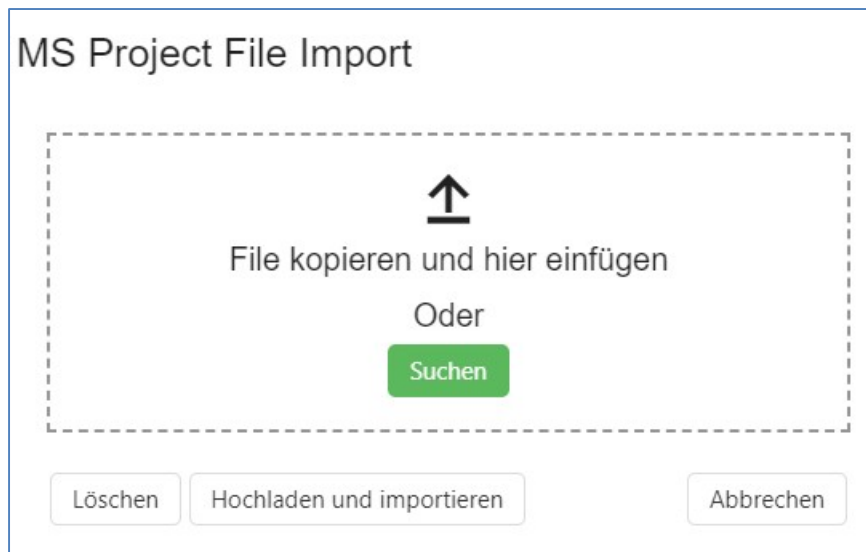 MS Project File Import
File kopieren und hier einfügen
Oder
Suchen
Löschen Hochladen und importieren Abbrechen